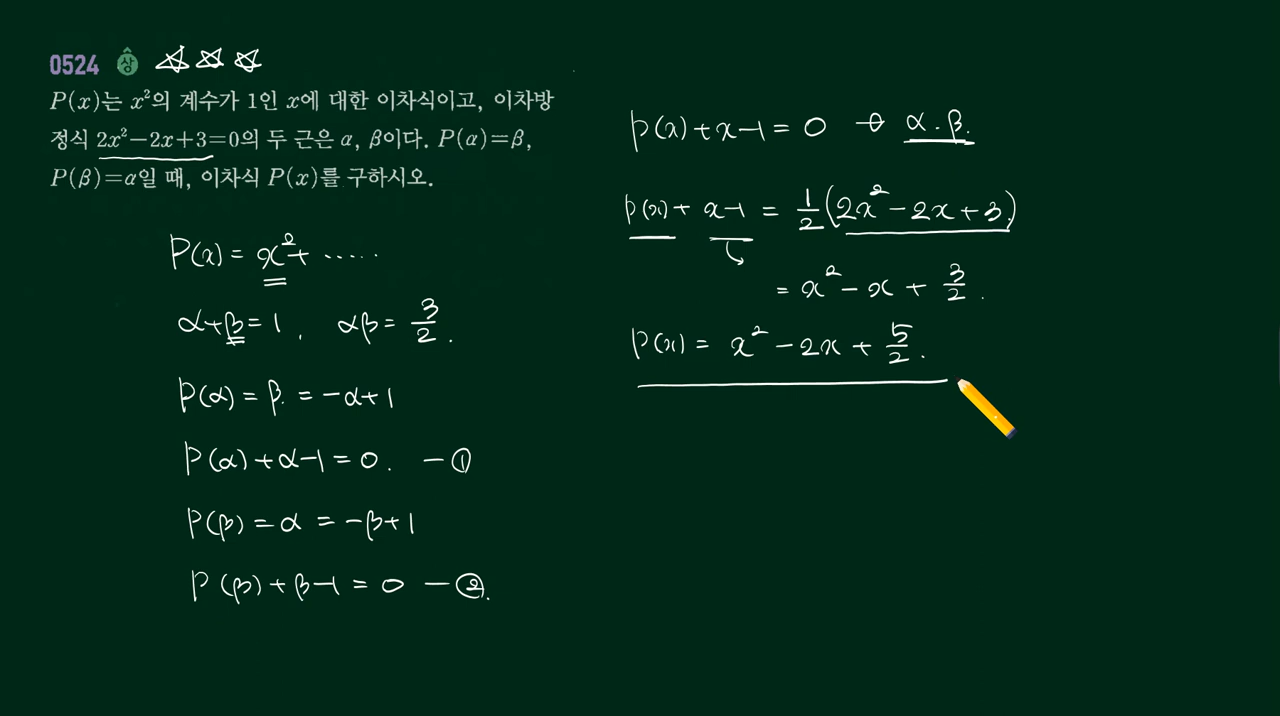 0524 상
P(x)는 x²의 계수가 1인 x에 대한 이차식이고, 이차방
정식 2x²−2x+3=0의 두 근은 α, β이다. P(α)=β,
P(β)=α일 때, 이차식 P(x)를 구하시오.
P(x) = x²+ ......
α+β=1, αβ= 3/2.
P(α) = β. = −α+1
P(α)+α−1=0. −①
P(β) = α = −β+1
P(β)+β−1=0 −②.
P(x)+x−1=0 → α.β.
P(x)+ x−1 = 1/2(2x²−2x+3)
= x²−x+ 3/2.
P(x) = x²−2x+ 5/2.